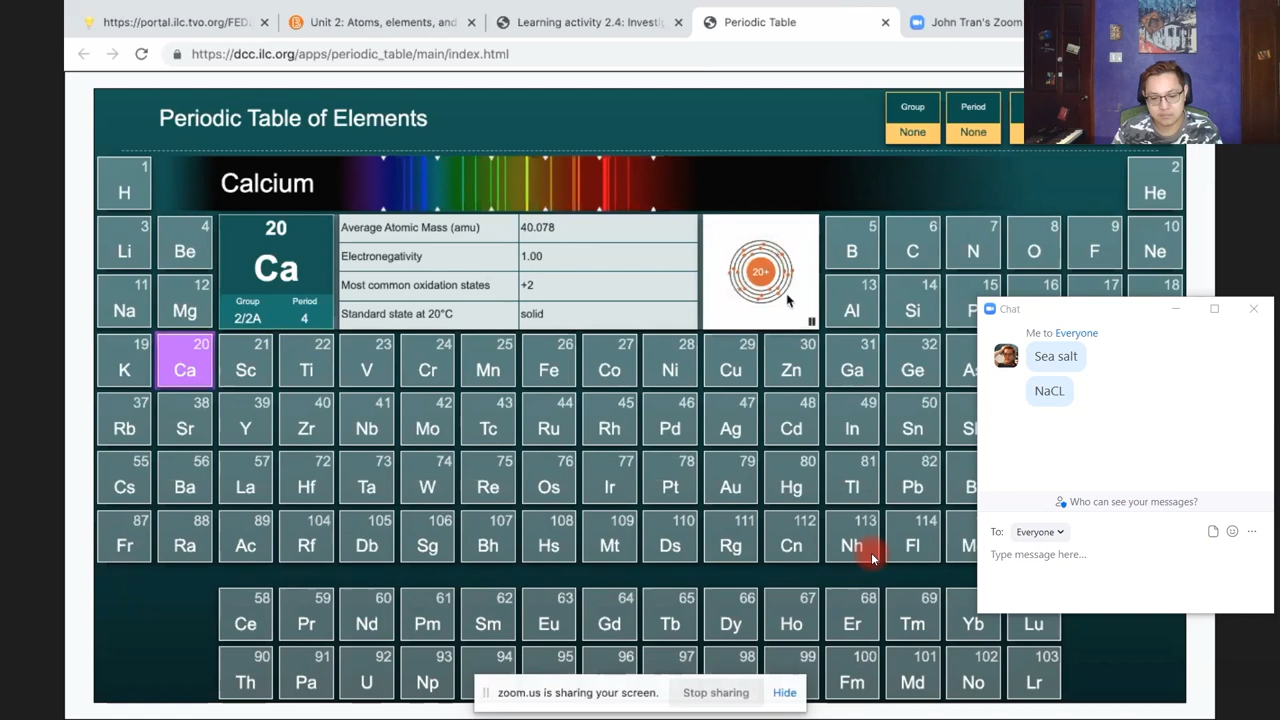 https://portal.ilc.tvo.org/FED
Unit 2: Atoms, elements, and
Learning activity 2.4: Investig
Periodic Table
John Tran's Zoom
https://dcc.ilc.org/apps/periodic_table/main/index.html
Periodic Table of Elements
Group
None
Period
None
1
H
Calcium
2
He
3
Li
4
Be
20
Ca
Group
2/2A
Period
4
Average Atomic Mass (amu) 40.078
Electronegativity 1.00
Most common oxidation states +2
Standard state at 20°C solid
20+
5
B
6
C
7
N
8
O
9
F
10
Ne
11
Na
12
Mg
13
Al
14
Si
15
16
17
18
19
K
20
Ca
21
Sc
22
Ti
23
V
24
Cr
25
Mn
26
Fe
27
Co
28
Ni
29
Cu
30
Zn
31
Ga
32
Ge
37
Rb
38
Sr
39
Y
40
Zr
41
Nb
42
Mo
43
Tc
44
Ru
45
Rh
46
Pd
47
Ag
48
Cd
49
In
50
Sn
55
Cs
56
Ba
57
La
72
Hf
73
Ta
74
W
75
Re
76
Os
77
Ir
78
Pt
79
Au
80
Hg
81
Tl
82
Pb
87
Fr
88
Ra
89
Ac
104
Rf
105
Db
106
Sg
107
Bh
108
Hs
109
Mt
110
Ds
111
Rg
112
Cn
113
Nh
114
Fl
58
Ce
59
Pr
60
Nd
61
Pm
62
Sm
63
Eu
64
Gd
65
Tb
66
Dy
67
Ho
68
Er
69
Tm
Yb
Lu
90
Th
91
Pa
92
U
93
Np
94
95
96
97
98
99
100
Fm
101
Md
102
No
103
Lr
Chat
Me to Everyone
Sea salt
NaCL
Who can see your messages?
To: Everyone
Type message here...
zoom.us is sharing your screen.
Stop sharing
Hide